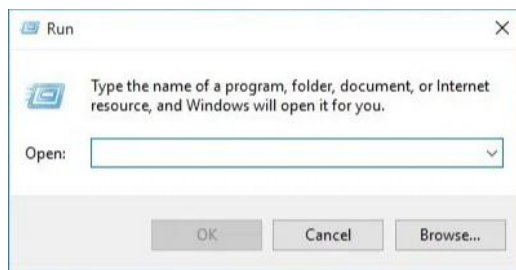 Run
Type the name of a program, folder, document, or Internet
resource, and Windows will open it for you.
Open:
OK Cancel Browse...